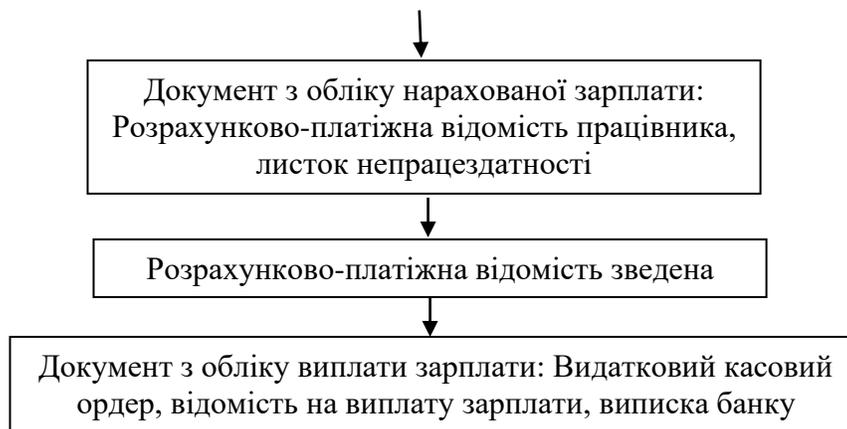 Документ з обліку нарахованої зарплати:
Розрахунково-платіжна відомість працівника,
листок непрацездатності
Розрахунково-платіжна відомість зведена
Документ з обліку виплати зарплати: Видатковий касовий
ордер, відомість на виплату зарплати, виписка банку